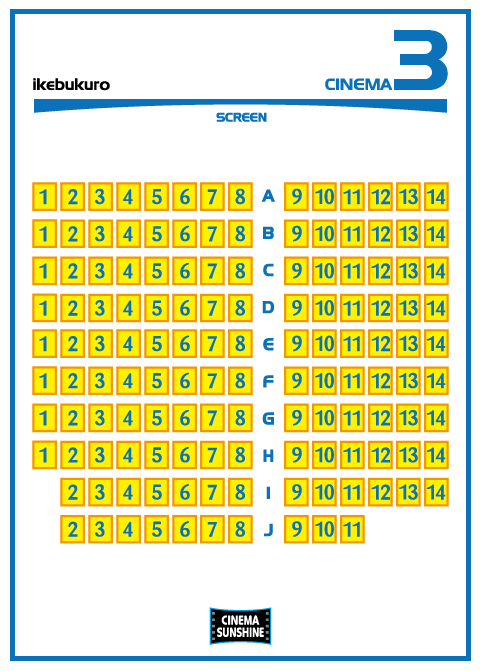 ikebukuro CINEMA 3
SCREEN
1 2 3 4 5 6 7 8 A 9 10 11 12 13 14
1 2 3 4 5 6 7 8 B 9 10 11 12 13 14
1 2 3 4 5 6 7 8 C 9 10 11 12 13 14
1 2 3 4 5 6 7 8 D 9 10 11 12 13 14
1 2 3 4 5 6 7 8 E 9 10 11 12 13 14
1 2 3 4 5 6 7 8 F 9 10 11 12 13 14
1 2 3 4 5 6 7 8 G 9 10 11 12 13 14
1 2 3 4 5 6 7 8 H 9 10 11 12 13 14
2 3 4 5 6 7 8 I 9 10 11 12 13 14
2 3 4 5 6 7 8 J 9 10 11
CINEMA
SUNSHINE